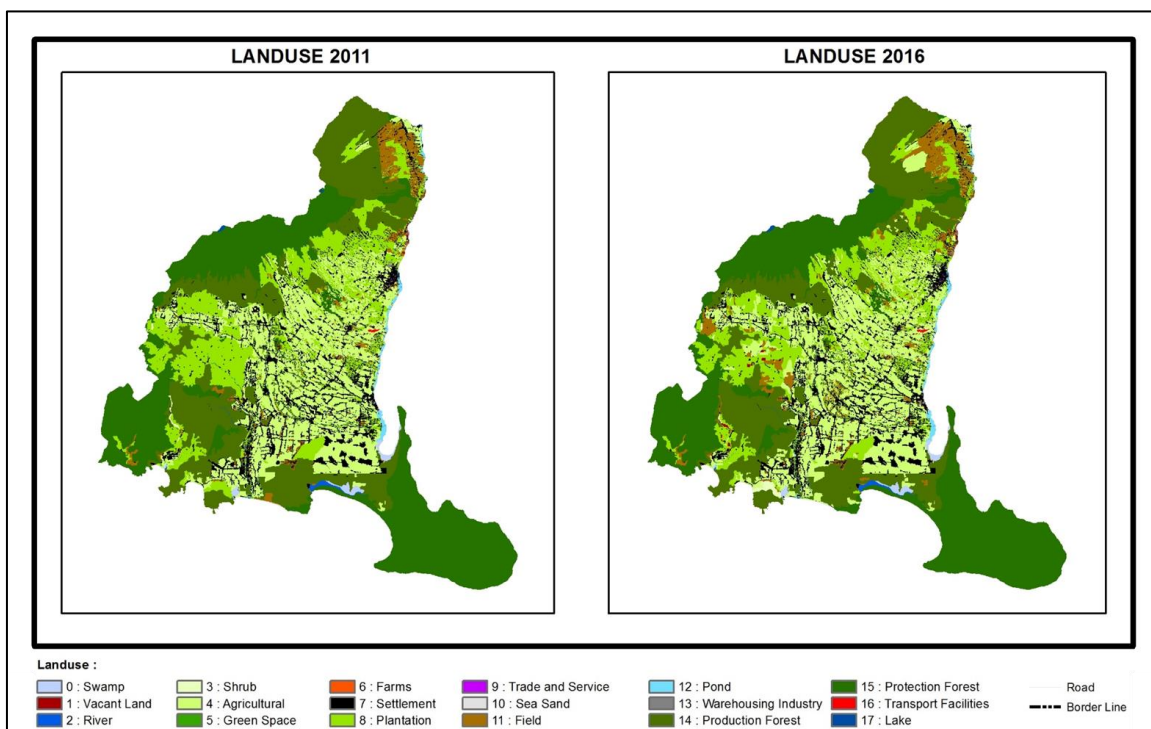 LANDUSE 2011
LANDUSE 2016
Landuse :
0 : Swamp
1 : Vacant Land
2 : River
3 : Shrub
4 : Agricultural
5 : Green Space
6 : Farms
7 : Settlement
8 : Plantation
9 : Trade and Service
10 : Sea Sand
11 : Field
12 : Pond
13 : Warehousing Industry
14 : Production Forest
15 : Protection Forest
16 : Transport Facilities
17 : Lake
Road
Border Line